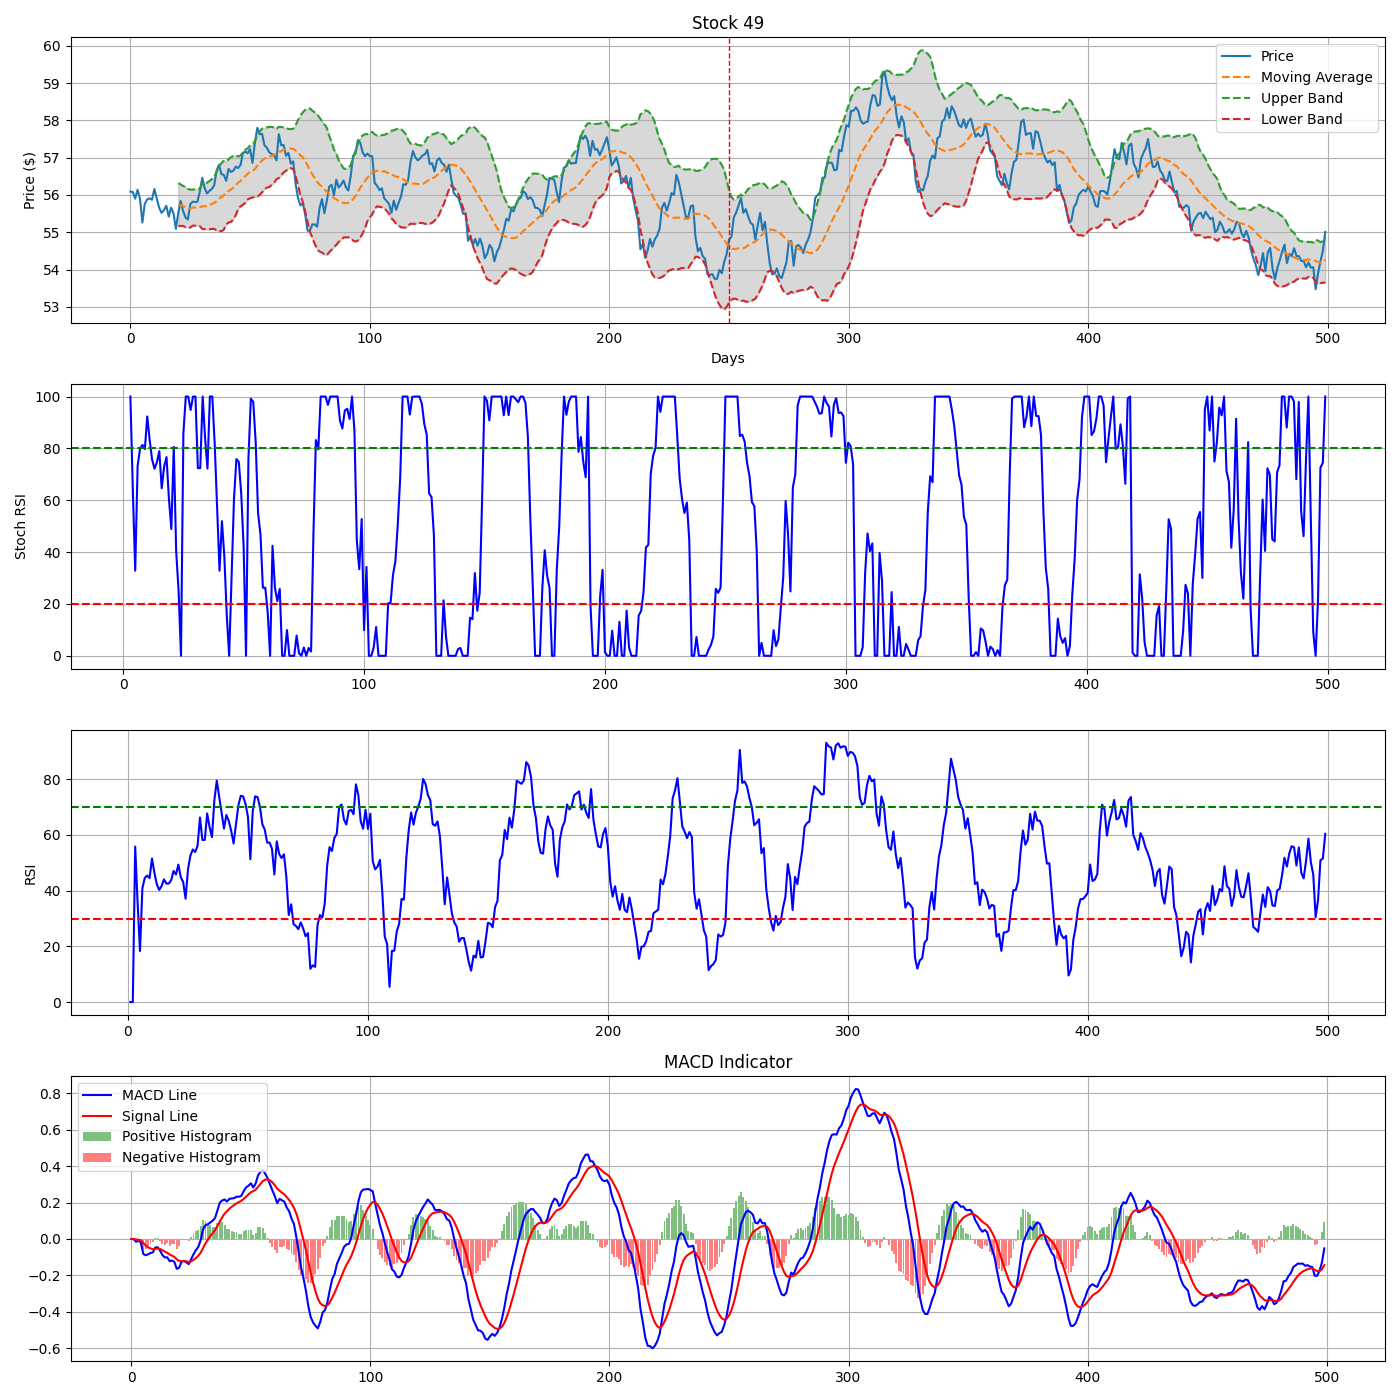 Stock 49
60
59
58
57
56
55
54
53
Price ($)
Price
Moving Average
Upper Band
Lower Band
0 100 200 300 400 500
Days
100
80
60
40
20
0
Stoch RSI
0 100 200 300 400 500
80
60
40
20
0
RSI
0 100 200 300 400 500
MACD Indicator
0.8
0.6
0.4
0.2
0.0
−0.2
−0.4
−0.6
MACD Line
Signal Line
Positive Histogram
Negative Histogram
0 100 200 300 400 500